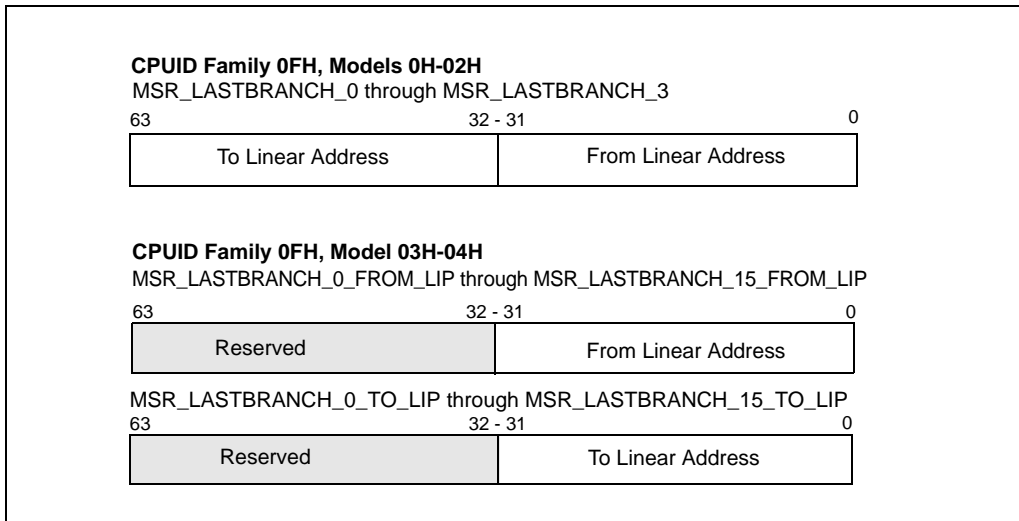 CPUID Family 0FH, Models 0H-02H
MSR_LASTBRANCH_0 through MSR_LASTBRANCH_3
63 32 - 31 0
To Linear Address From Linear Address
CPUID Family 0FH, Model 03H-04H
MSR_LASTBRANCH_0_FROM_LIP through MSR_LASTBRANCH_15_FROM_LIP
63 32 - 31 0
Reserved From Linear Address
MSR_LASTBRANCH_0_TO_LIP through MSR_LASTBRANCH_15_TO_LIP
63 32 - 31 0
Reserved To Linear Address